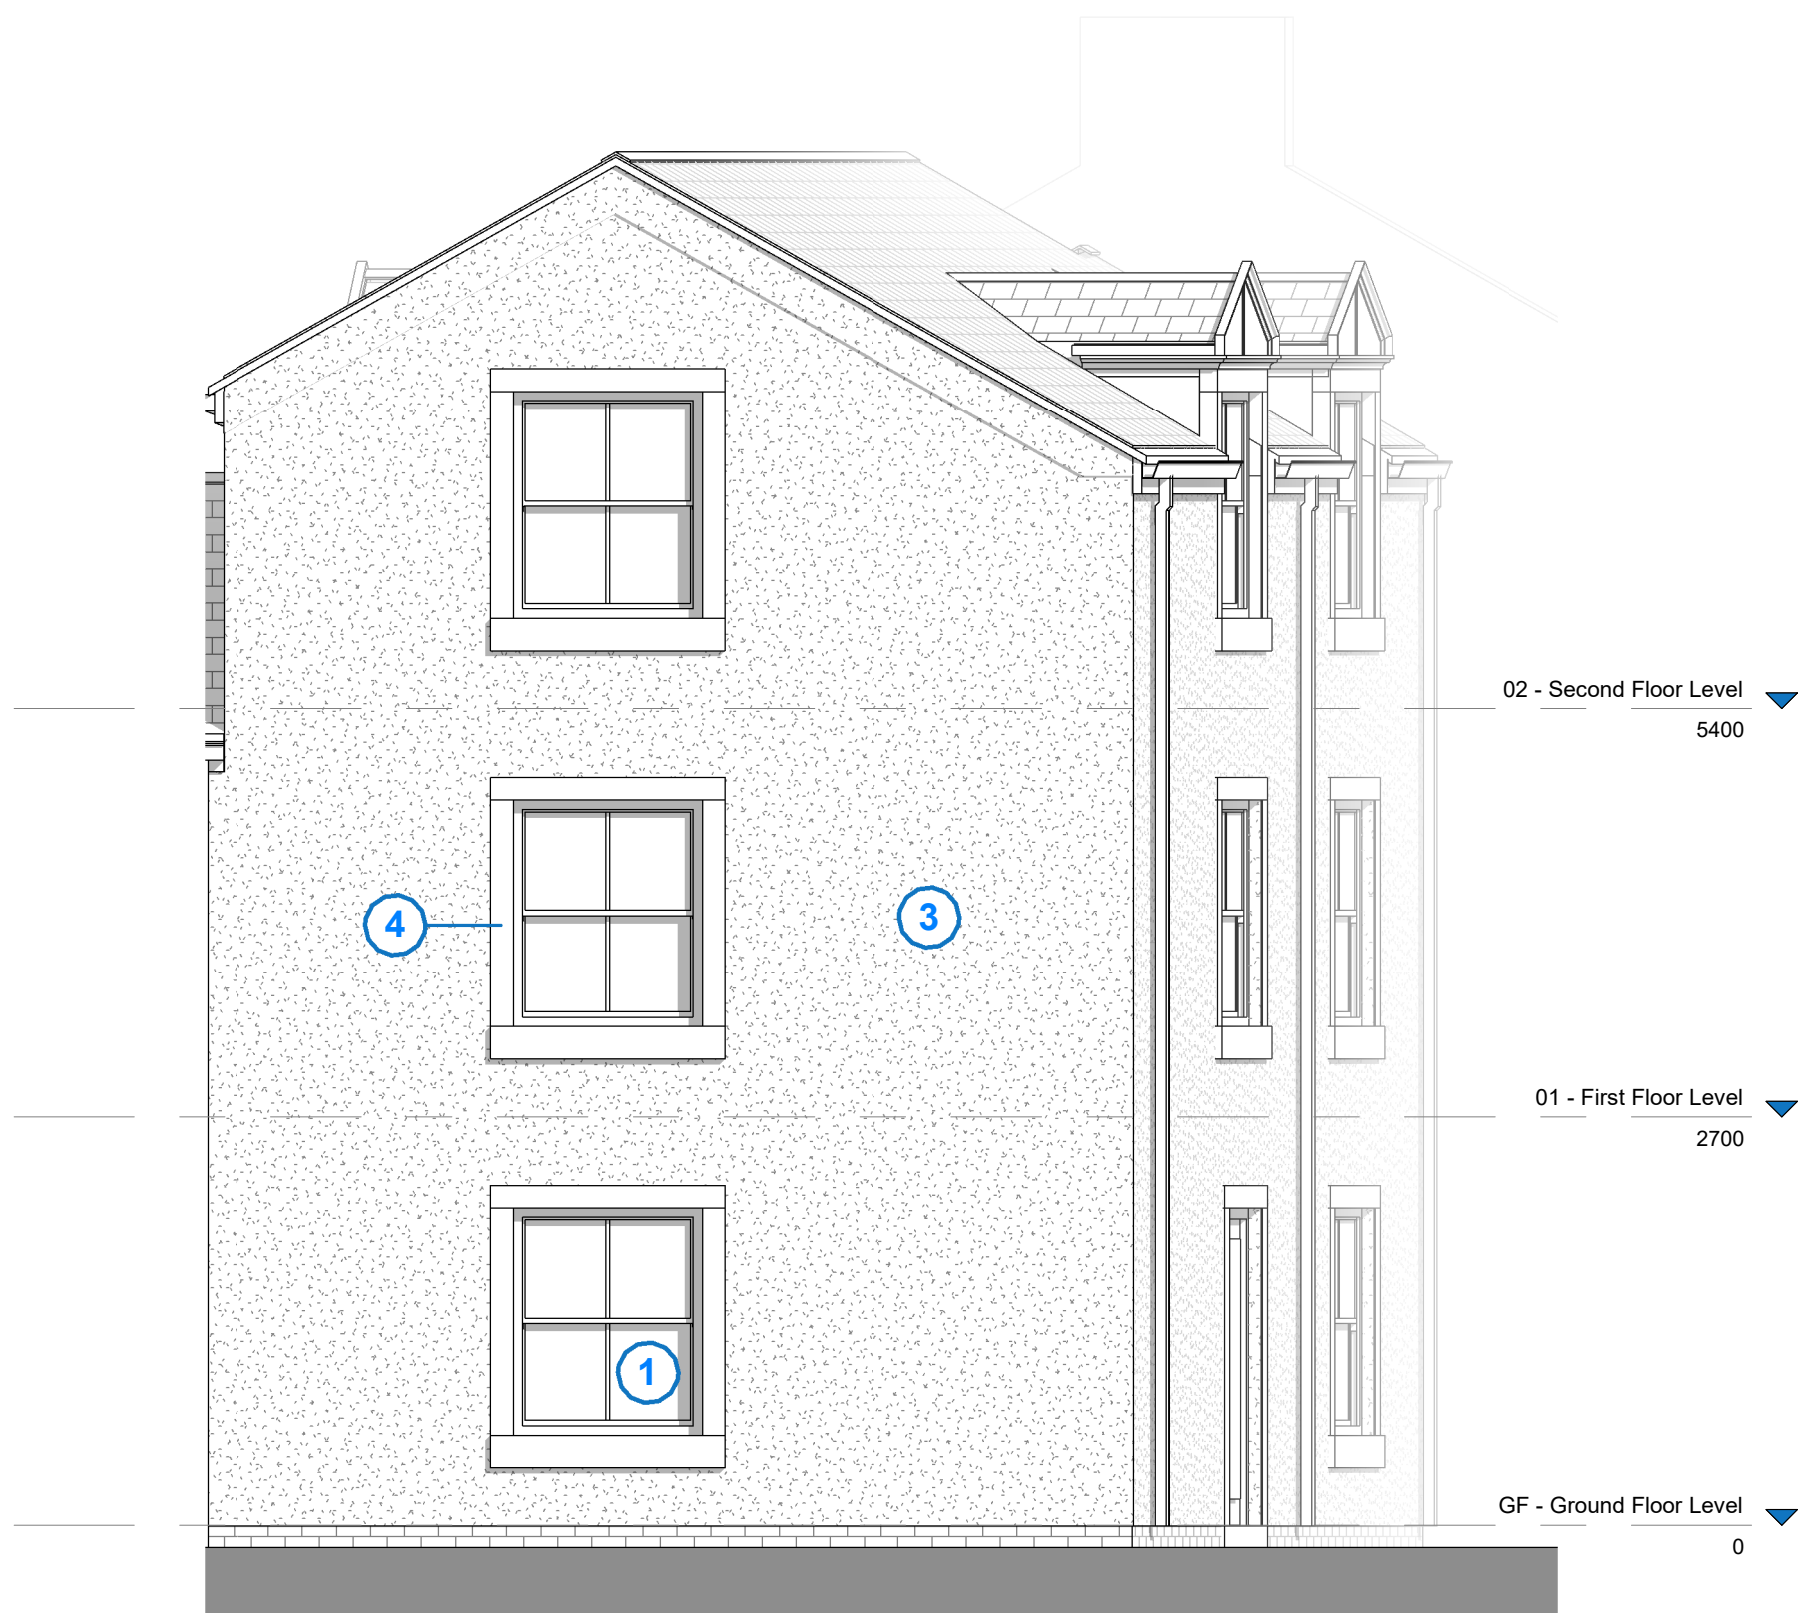 02 - Second Floor Level
5400
4
3
01 - First Floor Level
2700
1
GF - Ground Floor Level
0